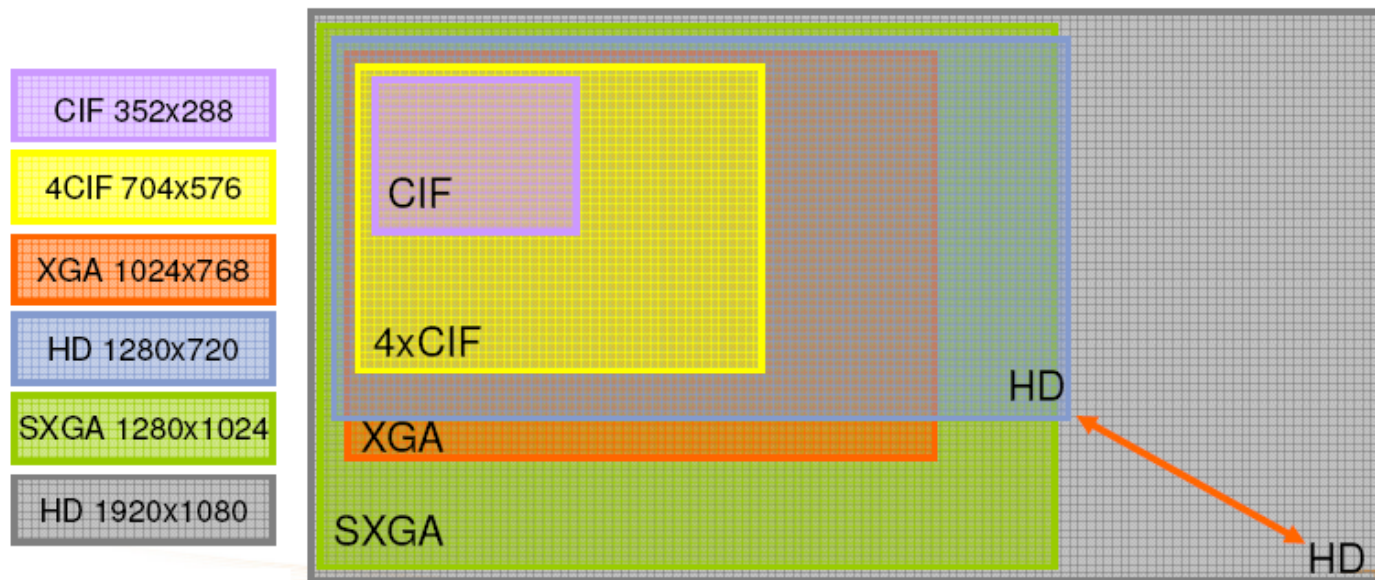 CIF 352x288
4CIF 704x576
XGA 1024x768
HD 1280x720
SXGA 1280x1024
HD 1920x1080
CIF
4xCIF
HD
XGA
SXGA
HD